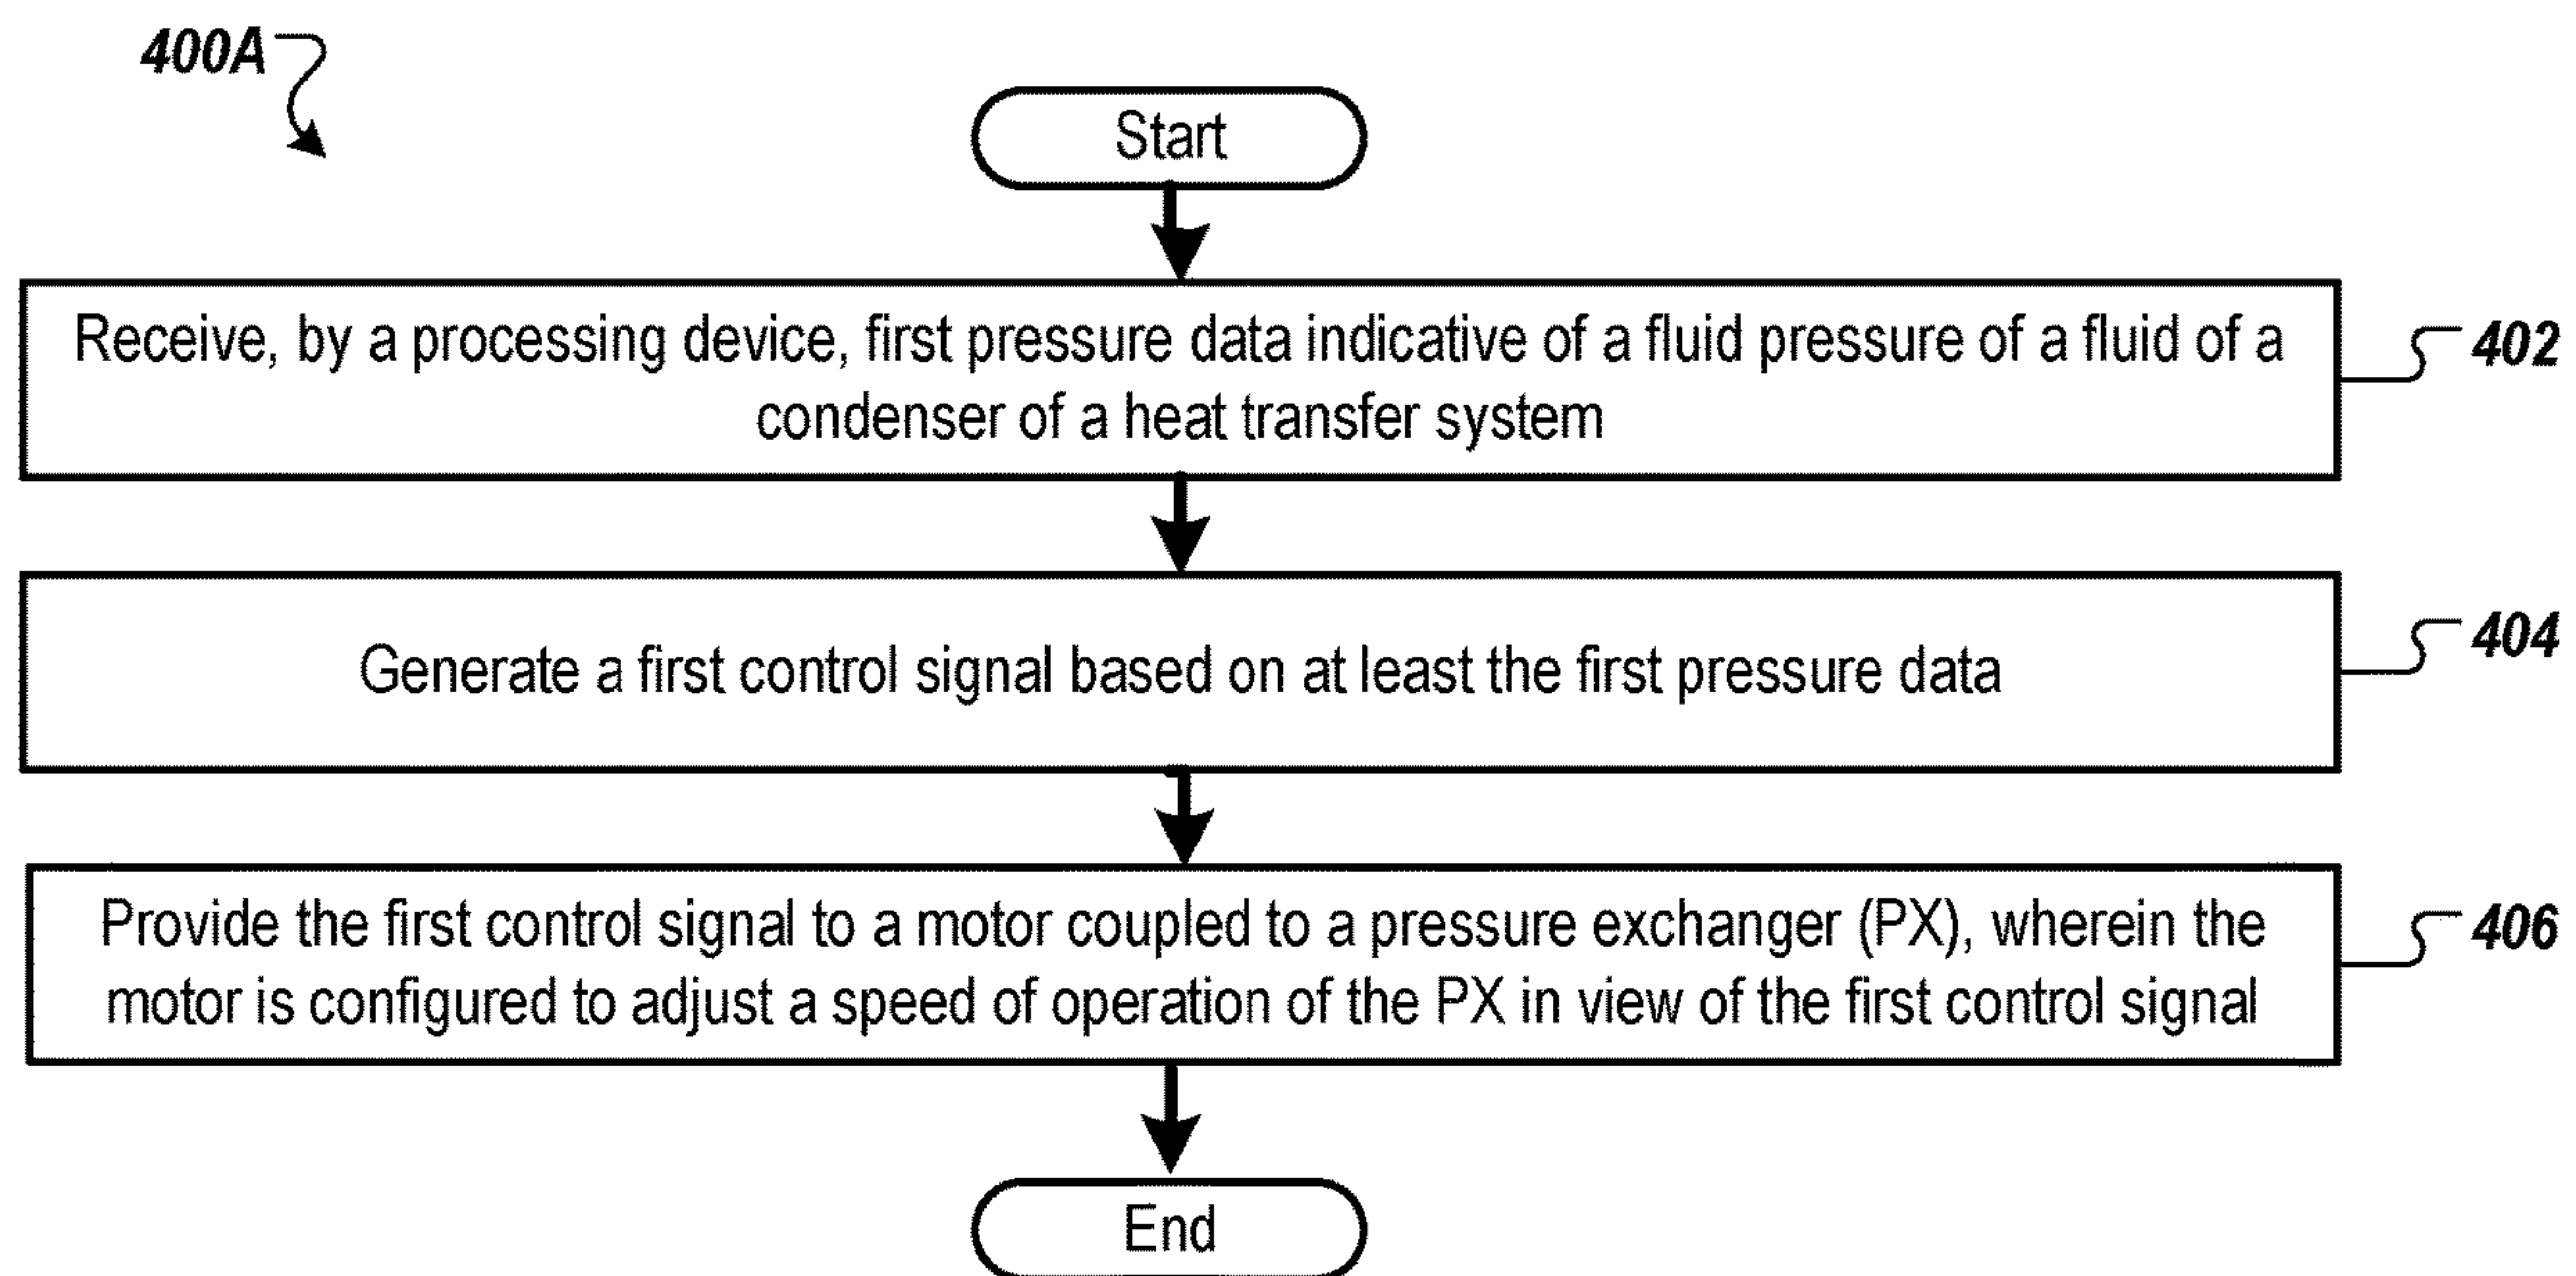 400A
Start
Receive, by a processing device, first pressure data indicative of a fluid pressure of a fluid of a
condenser of a heat transfer system
402
Generate a first control signal based on at least the first pressure data
404
Provide the first control signal to a motor coupled to a pressure exchanger (PX), wherein the
motor is configured to adjust a speed of operation of the PX in view of the first control signal
406
End